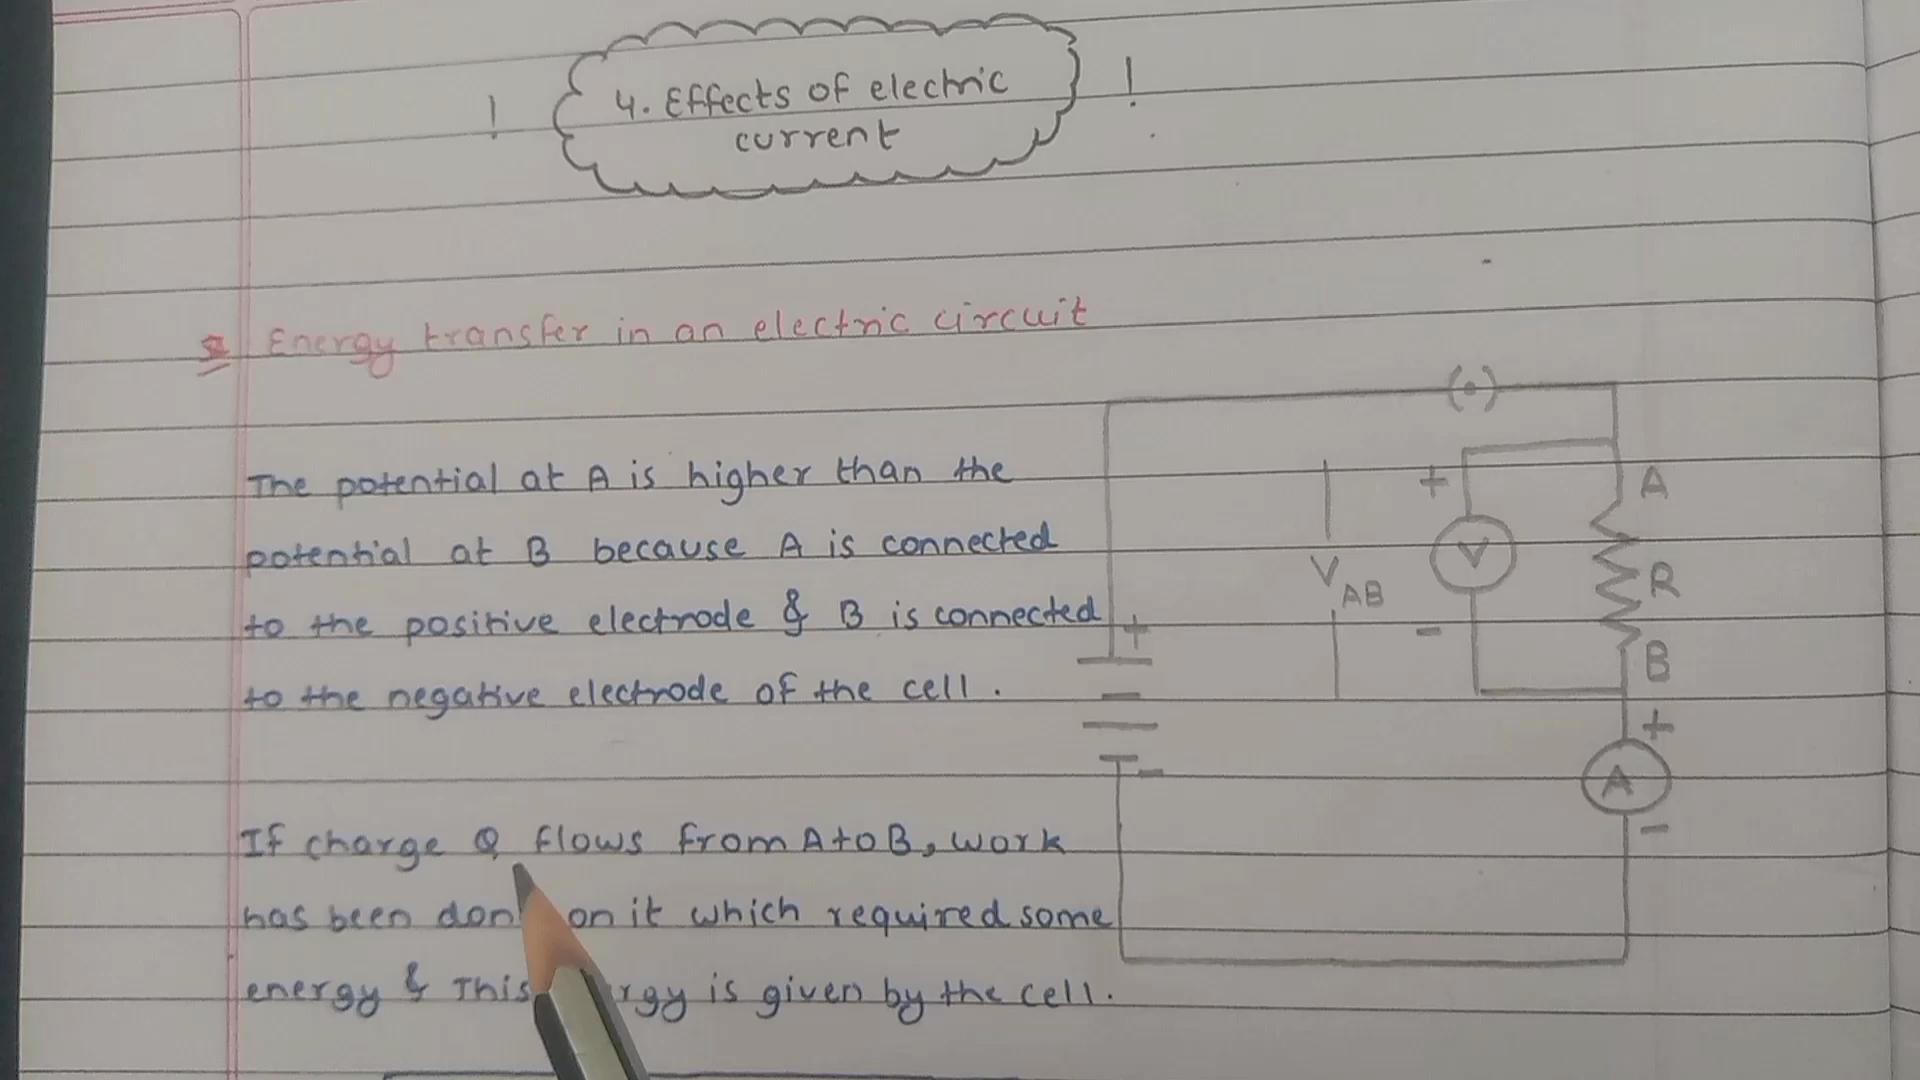 4. Effects of electric
current
Energy transfer in an electric circuit
The potential at A is higher than the
potential at B because A is connected
to the positive electrode & B is connected
to the negative electrode of the cell.
If charge Q flows from A to B, work
has been on it which required some
energy & This is given by the cell.
+
A
V
R
V AB
-
B
+
-
+
A
-